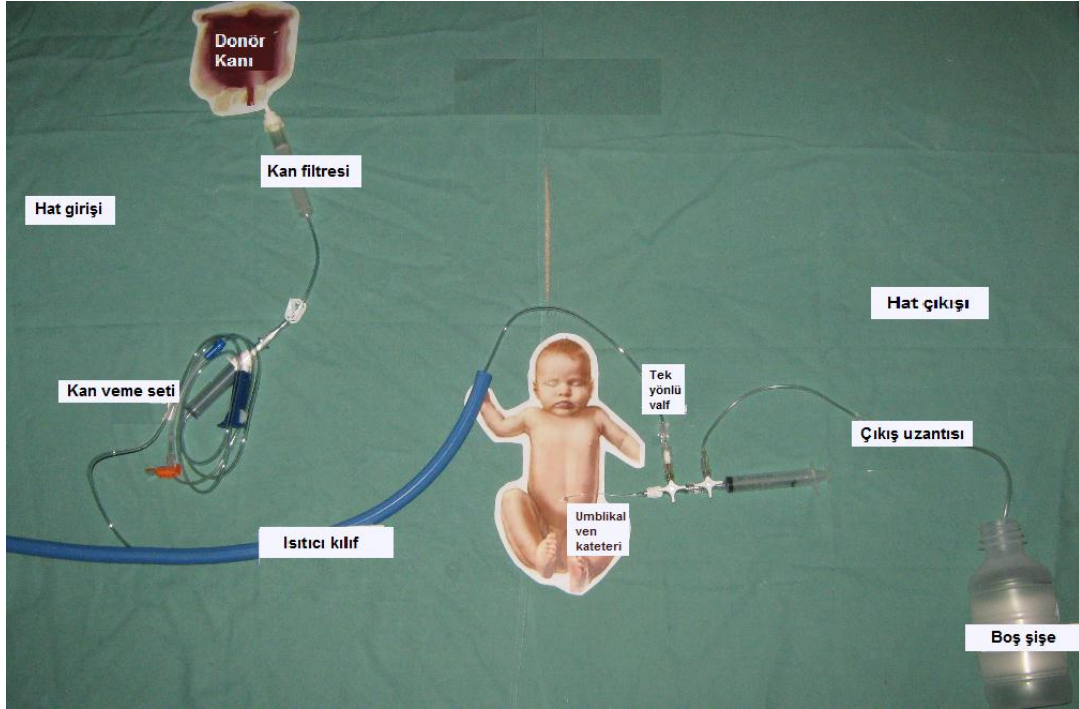 Donör
Kanı
Kan filtresi
Hat girişi
Hat çıkışı
Tek
yönlü
valf
Kan veme seti
Çıkış uzantısı
Umblikal
ven
kateteri
Isıtıcı kılıf
Boş şişe